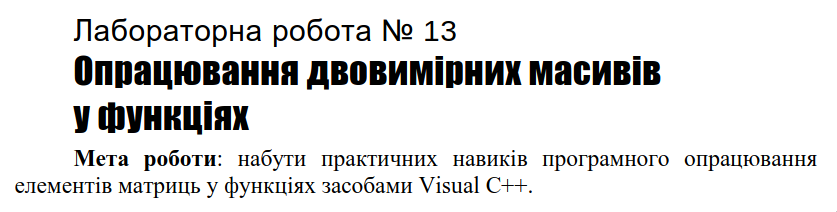 Лабораторна робота № 13
Опрацювання двовимірних масивів
у функціях
Мета роботи: набути практичних навиків програмного опрацювання
елементів матриць у функціях засобами Visual C++.